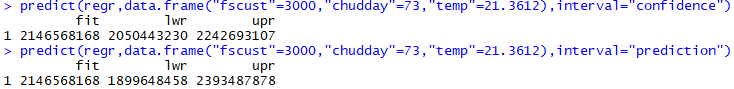 > predict(regr,data.frame("fscust"=3000,"chudday"=73,"temp"=21.3612),interval="confidence")
fit lwr upr
1 2146568168 2050443230 2242693107
> predict(regr,data.frame("fscust"=3000,"chudday"=73,"temp"=21.3612),interval="prediction")
fit lwr upr
1 2146568168 1899648458 2393487878